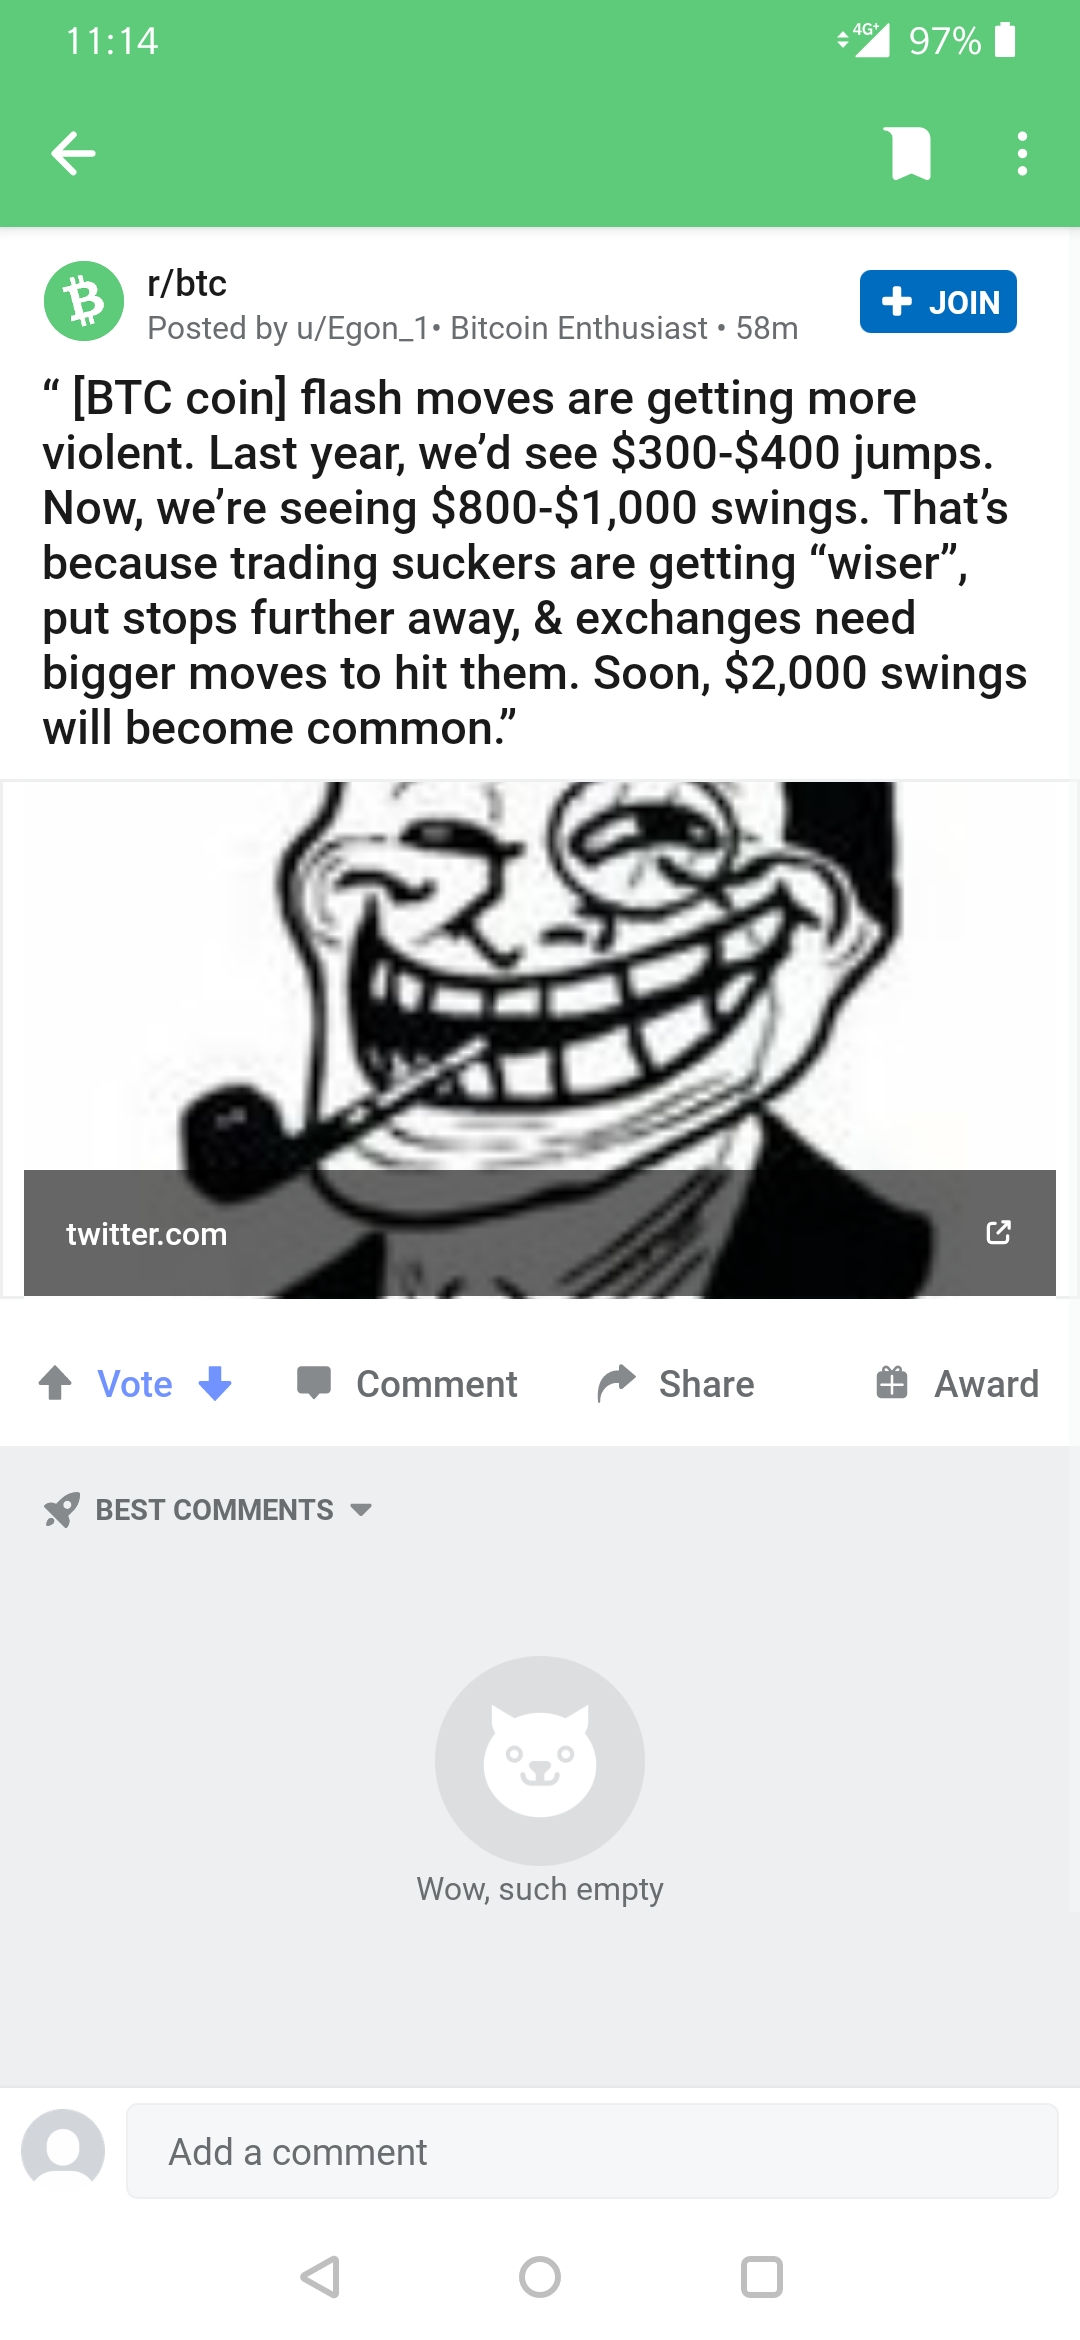 11:14
4G+ 97%
r/btc
Posted by u/Egon_1• Bitcoin Enthusiast • 58m
JOIN
“ [BTC coin] flash moves are getting more
violent. Last year, we’d see $300-$400 jumps.
Now, we’re seeing $800-$1,000 swings. That’s
because trading suckers are getting “wiser”,
put stops further away, & exchanges need
bigger moves to hit them. Soon, $2,000 swings
will become common.”
twitter.com
Vote Comment Share Award
BEST COMMENTS
Wow, such empty
Add a comment